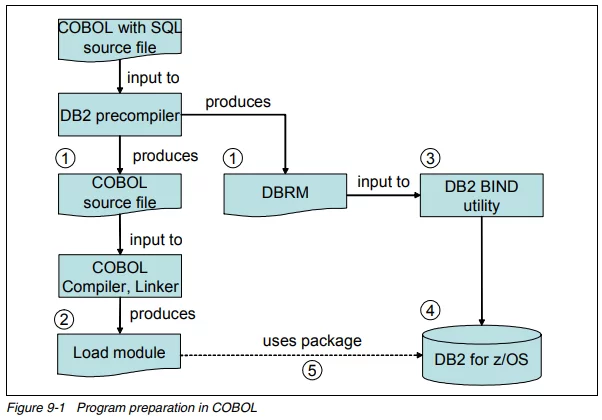 COBOL with SQL
source file
input to
DB2 precompiler
produces
produces
1
1
3
COBOL
source file
DBRM
input to
DB2 BIND
utility
input to
COBOL
Compiler, Linker
produces
2
4
Load module
uses package
5
DB2 for z/OS
Figure 9-1 Program preparation in COBOL